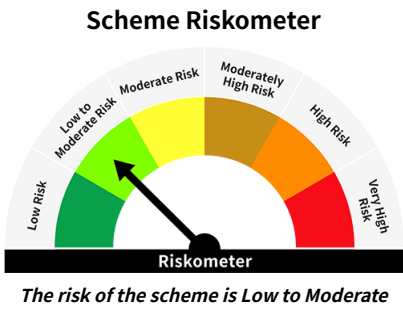 Scheme Riskometer
Low Risk
Low to
Moderate Risk
Moderate Risk
Moderately
High Risk
High Risk
Very High
Risk
Riskometer
The risk of the scheme is Low to Moderate